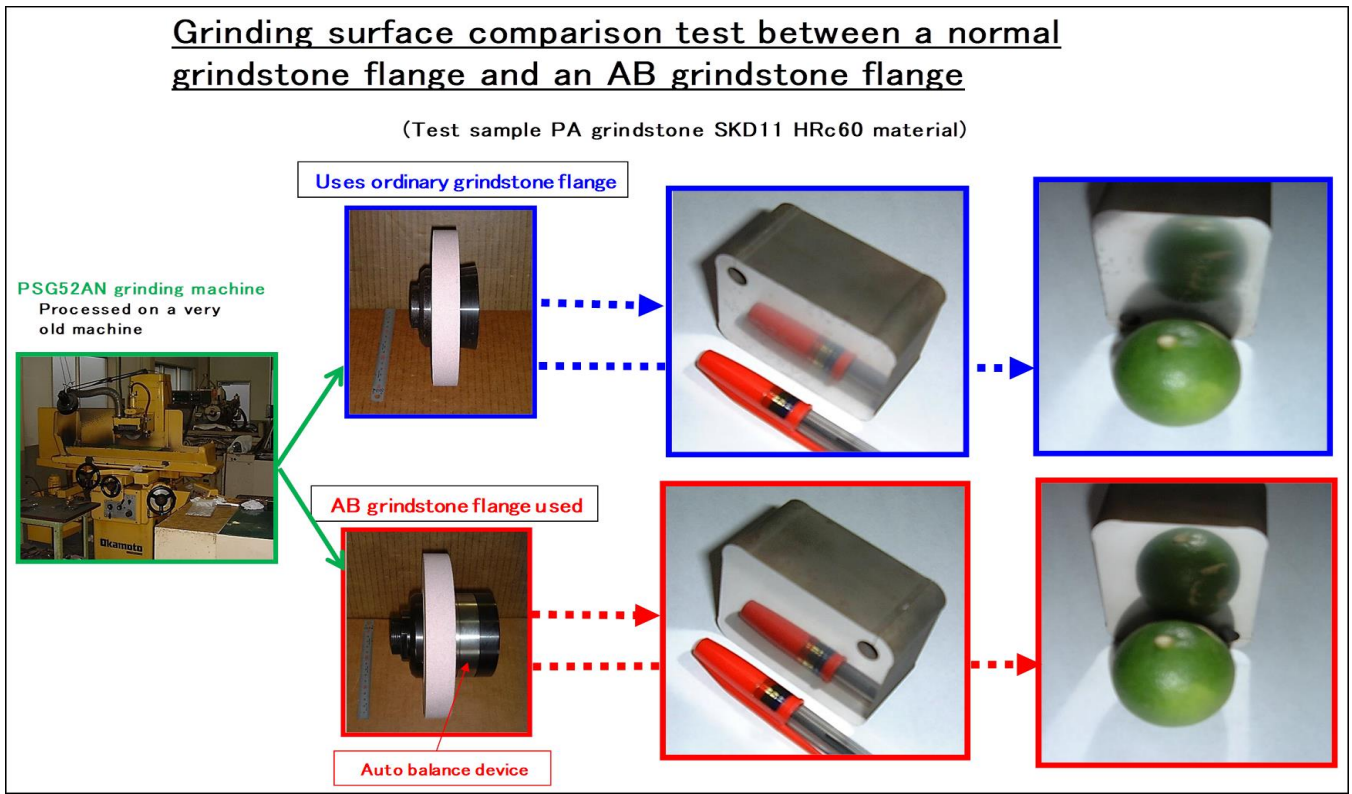 Grinding surface comparison test between a normal
grindstone flange and an AB grindstone flange
(Test sample PA grindstone SKD11 HRc60 material)
Uses ordinary grindstone flange
PSG52AN grinding machine
Processed on a very
old machine
Okamoto
AB grindstone flange used
Auto balance device